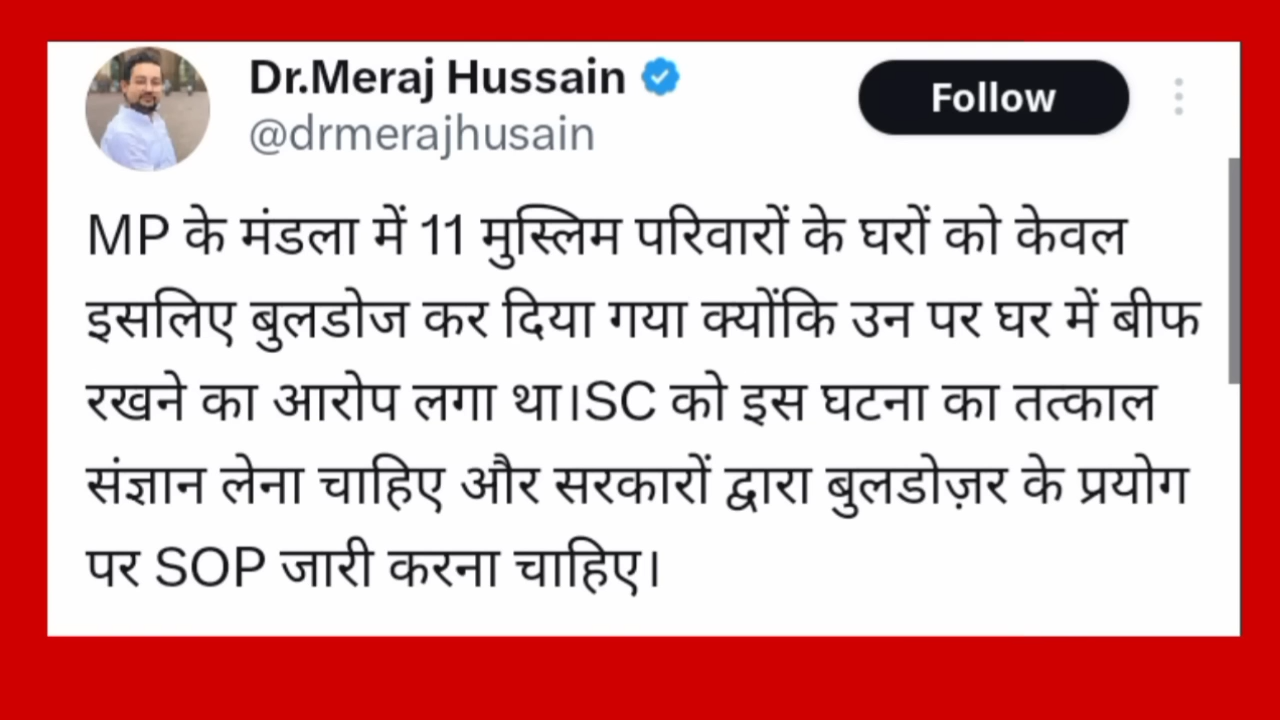 Dr.Meraj Hussain
@drmerajhusain
Follow
MP के मंडला में 11 मुस्लिम परिवारों के घरों को केवल
इसलिए बुलडोज कर दिया गया क्योंकि उन पर घर में बीफ
रखने का आरोप लगा था।SC को इस घटना का तत्काल
संज्ञान लेना चाहिए और सरकारों द्वारा बुलडोज़र के प्रयोग
पर SOP जारी करना चाहिए।